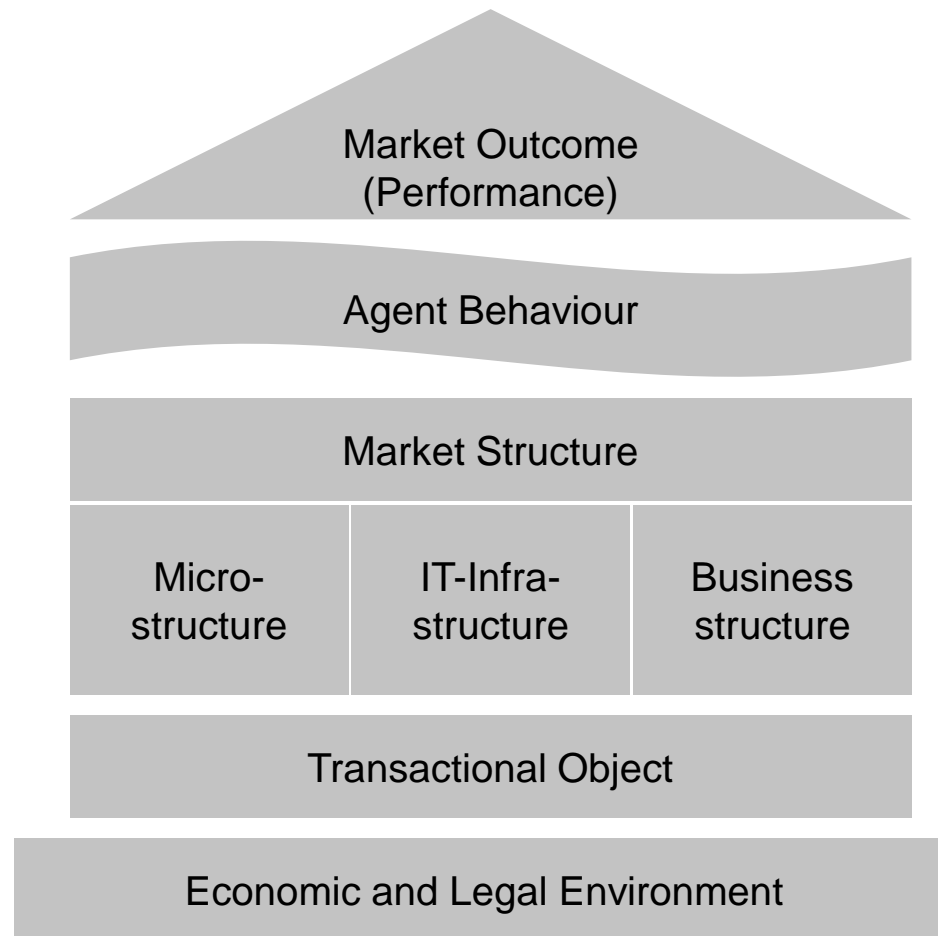 Market Outcome
(Performance)
Agent Behaviour
Market Structure
Micro-
structure
IT-Infra-
structure
Business
structure
Transactional Object
Economic and Legal Environment